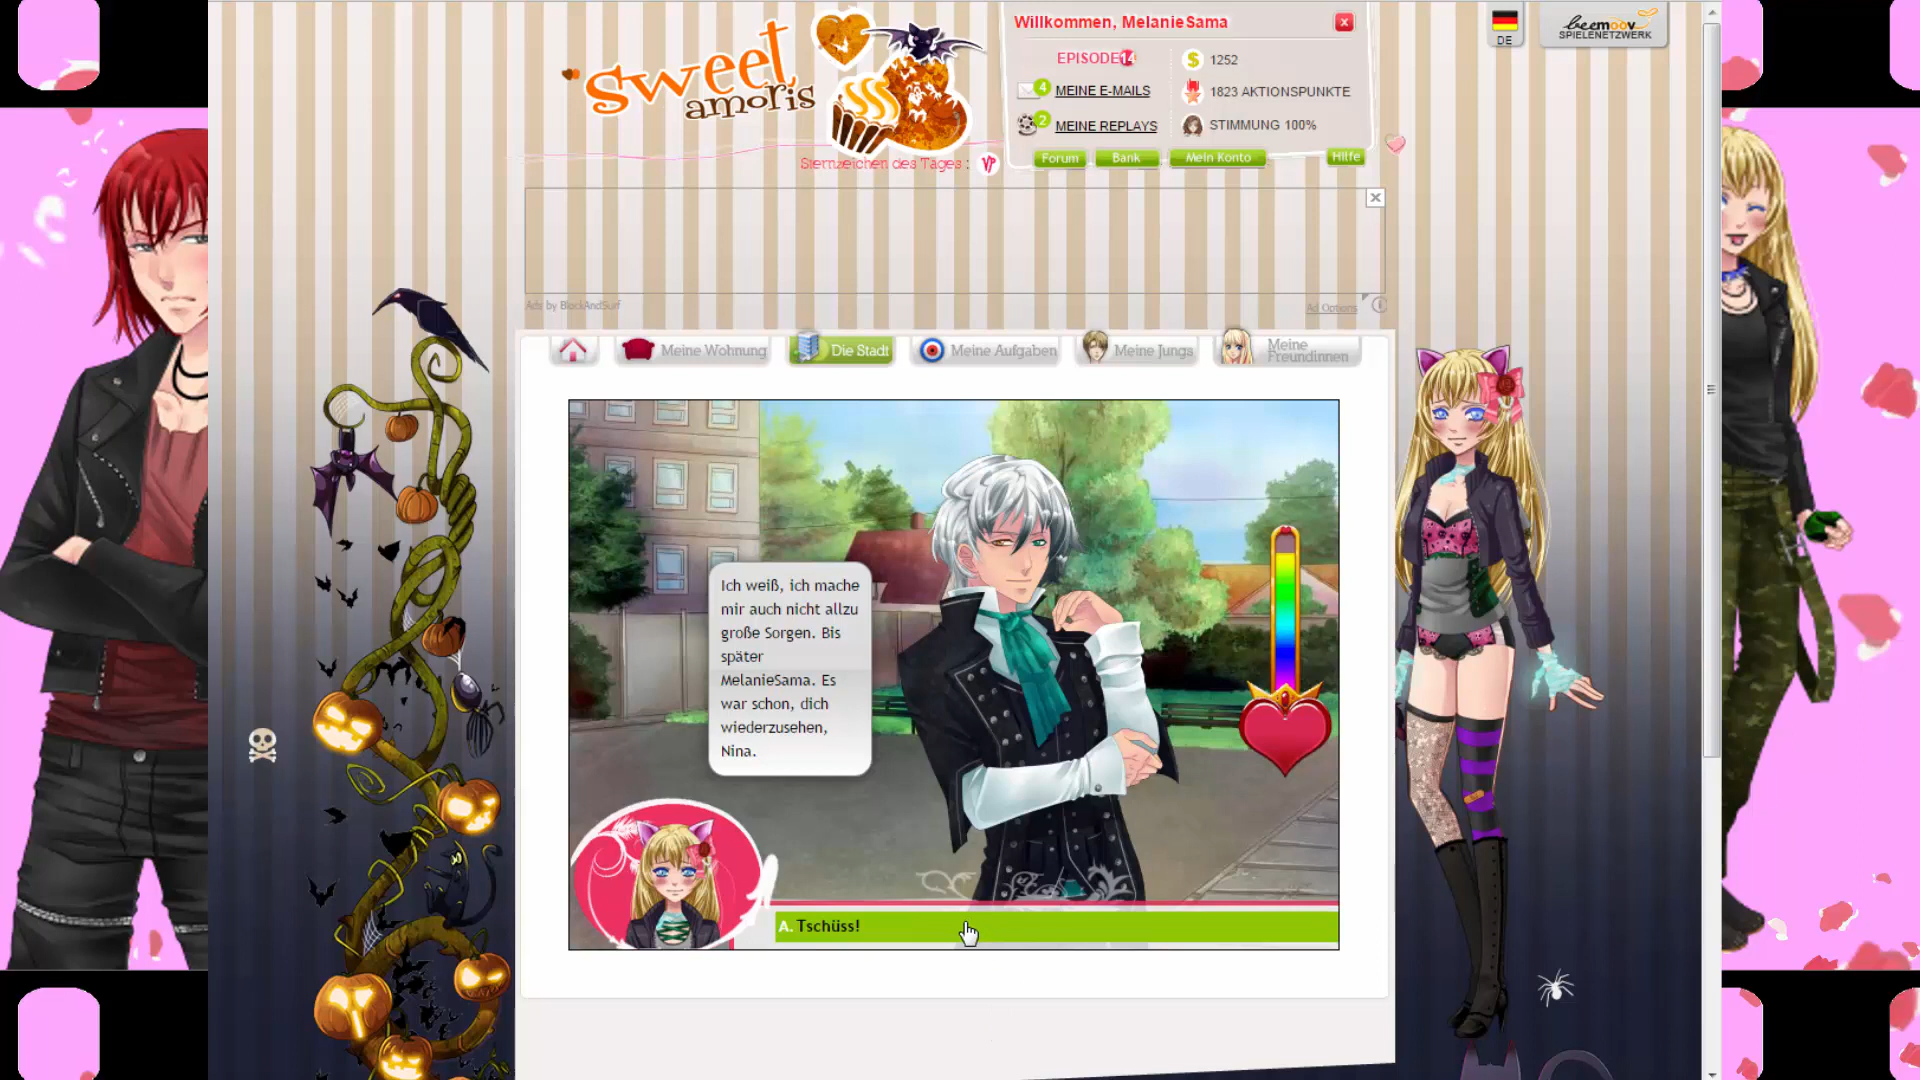 sweet
amoris
Sternzeichen des Tages :
Willkommen, MelanieSama
EPISODE 14
4 MEINE E-MAILS
2 MEINE REPLAYS
$ 1252
1823 AKTIONSPUNKTE
STIMMUNG 100%
Forum
Bank
Mein Konto
Hilfe
DE
beemoov
SPIELENETZWERK
Ads by BlockAndSurf
Ad Options
Meine Wohnung
Die Stadt
Meine Aufgaben
Meine Jungs
Meine
Freundinnen
Ich weiß, ich mache
mir auch nicht allzu
große Sorgen. Bis
später
MelanieSama. Es
war schon, dich
wiederzusehen,
Nina.
A. Tschüss!